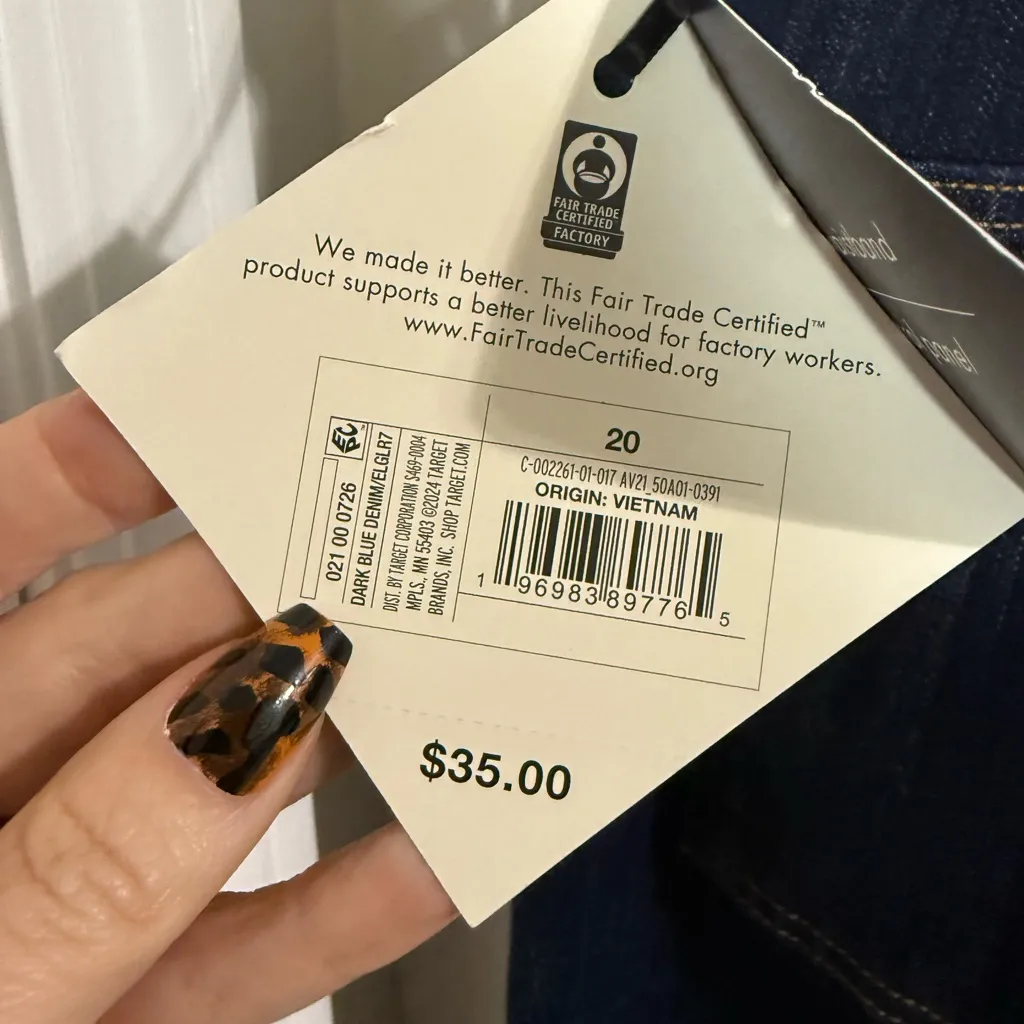 FAIR TRADE
CERTIFIED
FACTORY
We made it better. This Fair Trade Certified™
product supports a better livelihood for factory workers.
www.FairTradeCertified.org
EPC
021 00 0726
DARK BLUE DENIM/ELGLR7
DIST. BY TARGET CORPORATION S469-0004
MPLS., MN 55403 ©2024 TARGET
BRANDS, INC. SHOP TARGET.COM
20
C-002261-01-017 AV21_50A01-0391
ORIGIN: VIETNAM
1 96983 89776 5
$35.00
panel